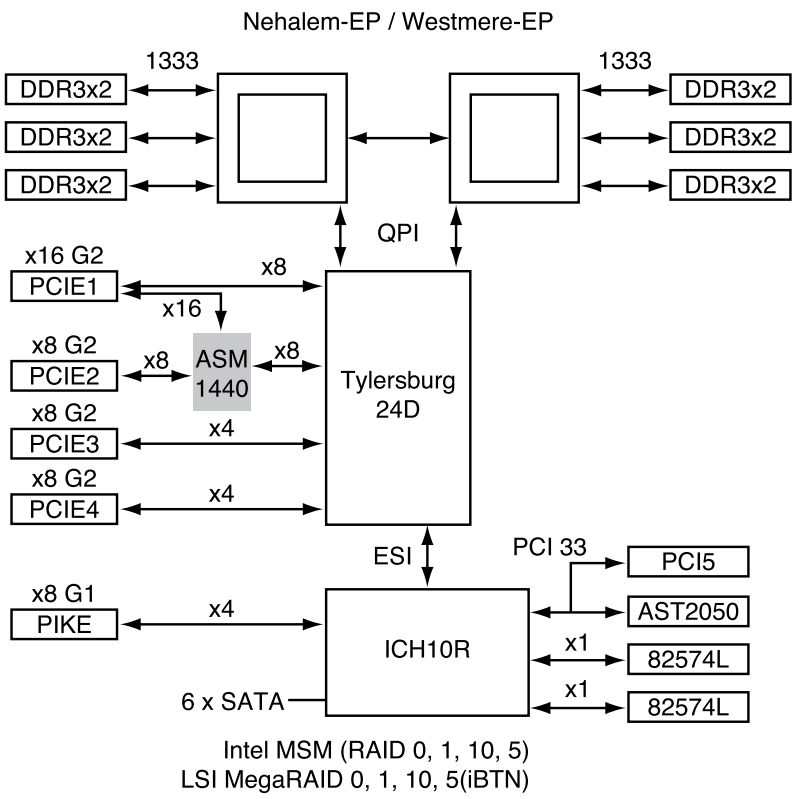 Nehalem-EP / Westmere-EP
1333
1333
DDR3x2
DDR3x2
DDR3x2
DDR3x2
DDR3x2
DDR3x2
QPI
x16 G2
PCIE1
x8
x16
x8 G2
PCIE2
x8
ASM
1440
x8
Tylersburg
24D
x8 G2
PCIE3
x4
x8 G2
PCIE4
x4
ESI
PCI 33
PCI5
x8 G1
PIKE
x4
ICH10R
AST2050
x1
82574L
x1
82574L
6 x SATA
Intel MSM (RAID 0, 1, 10, 5)
LSI MegaRAID 0, 1, 10, 5(iBTN)